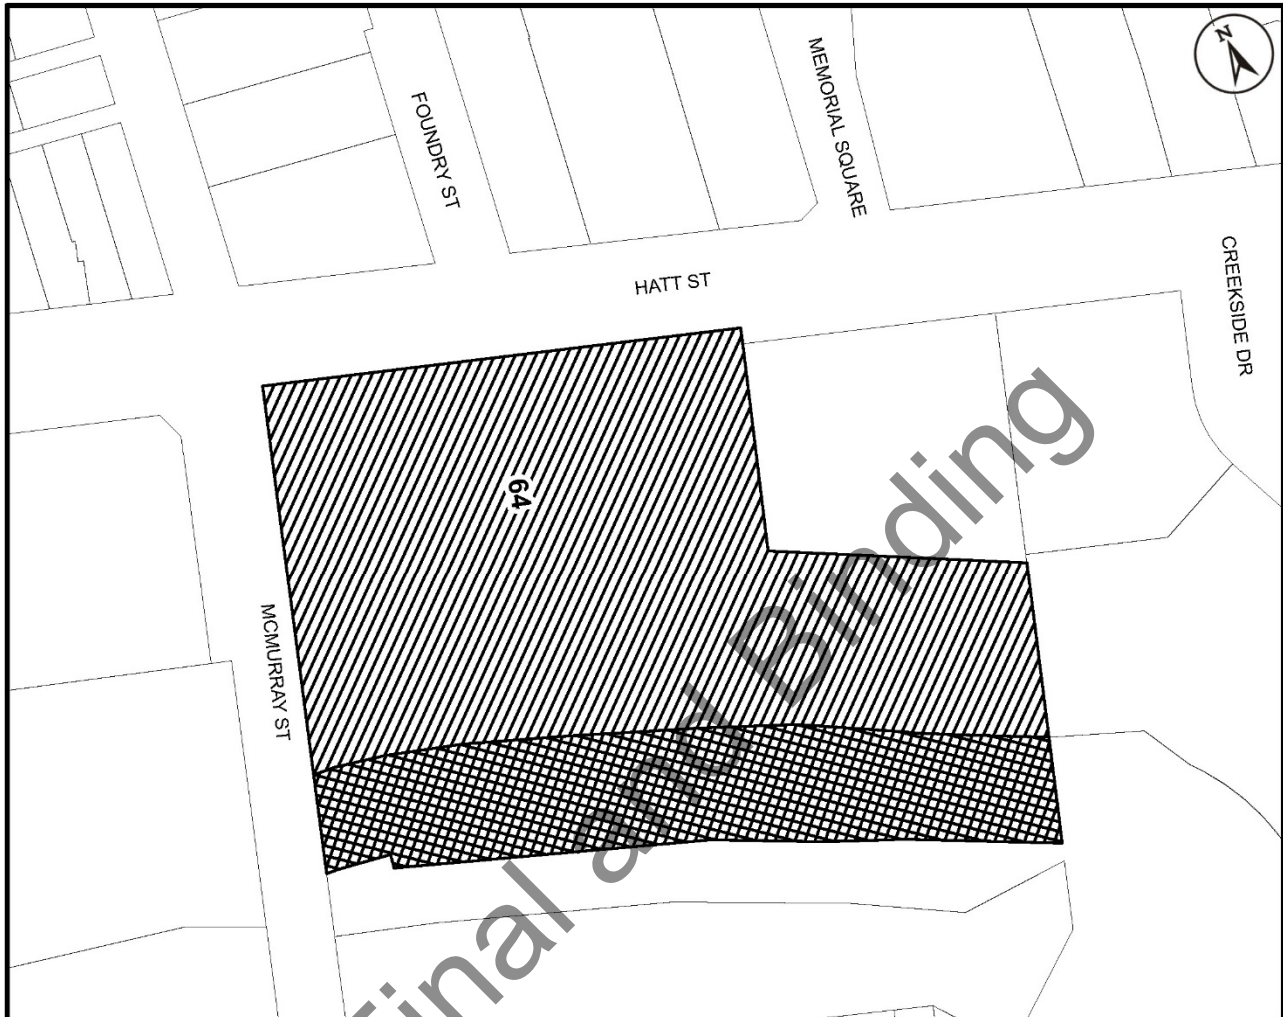 N
MEMORIAL SQUARE
FOUNDRY ST
CREEKSIDE DR
HATT ST
64
MCMURRAY ST
Final and Binding